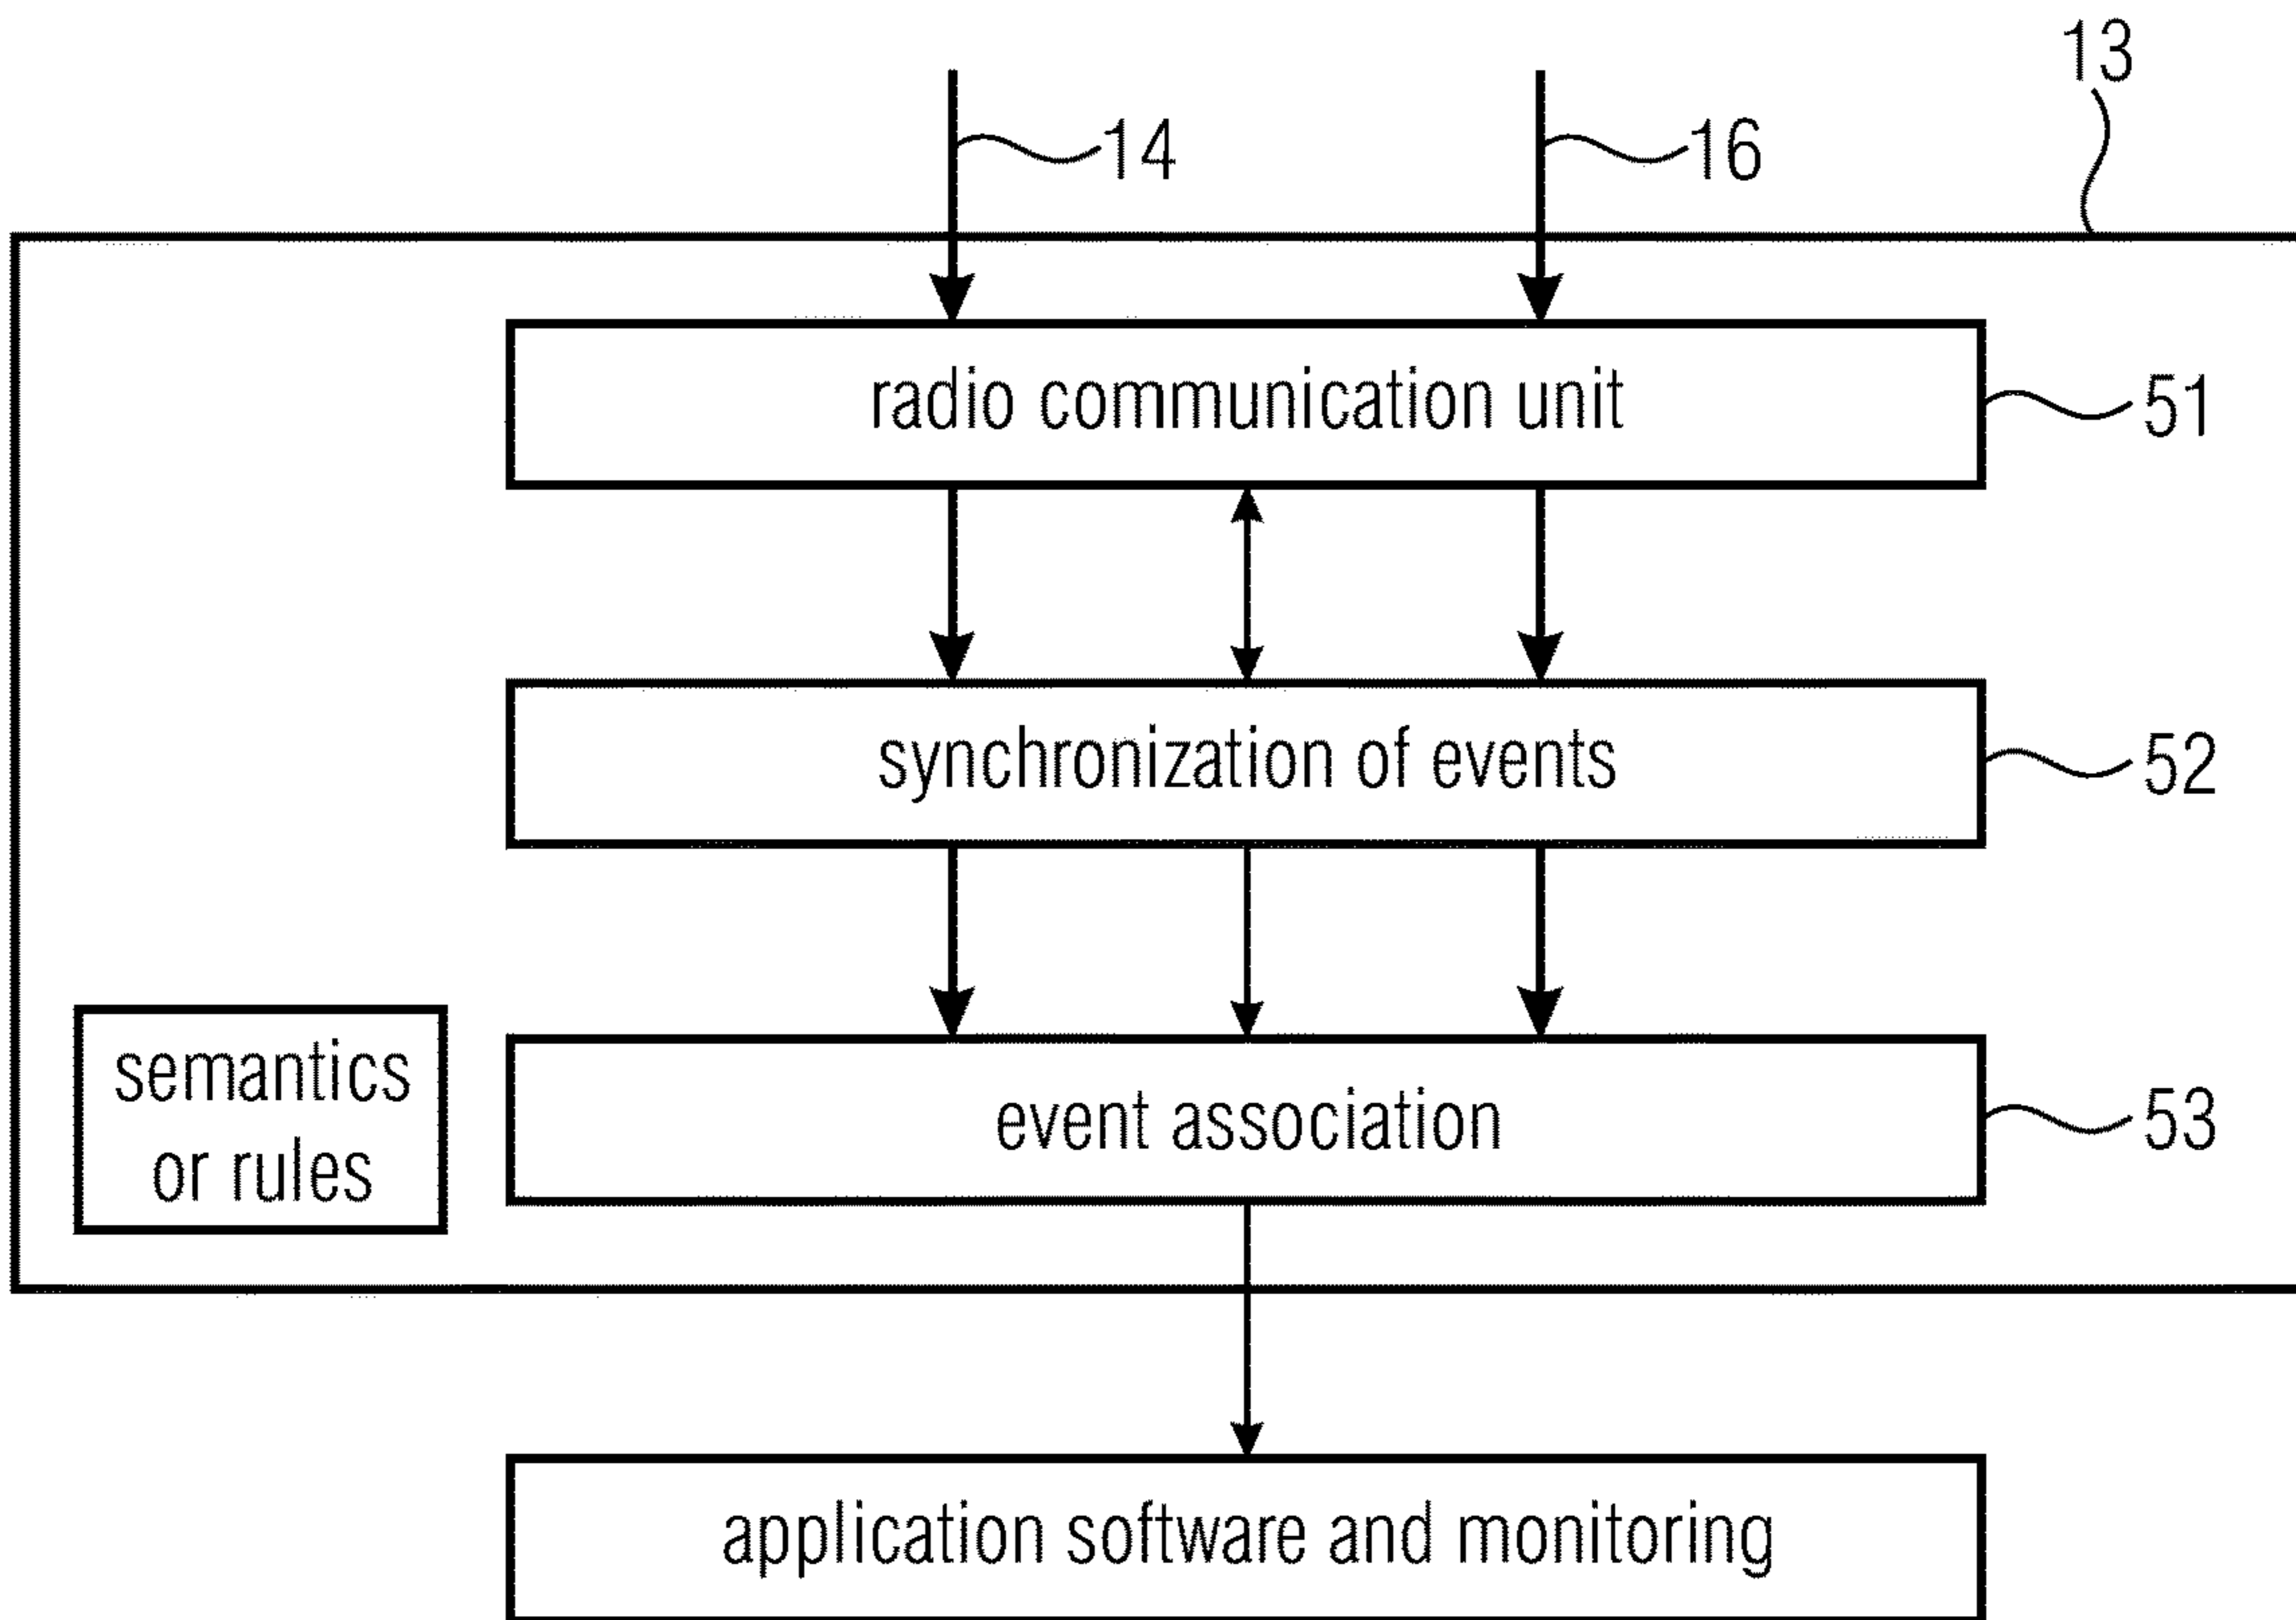 13
14
16
radio communication unit
51
synchronization of events
52
semantics
or rules
event association
53
application software and monitoring